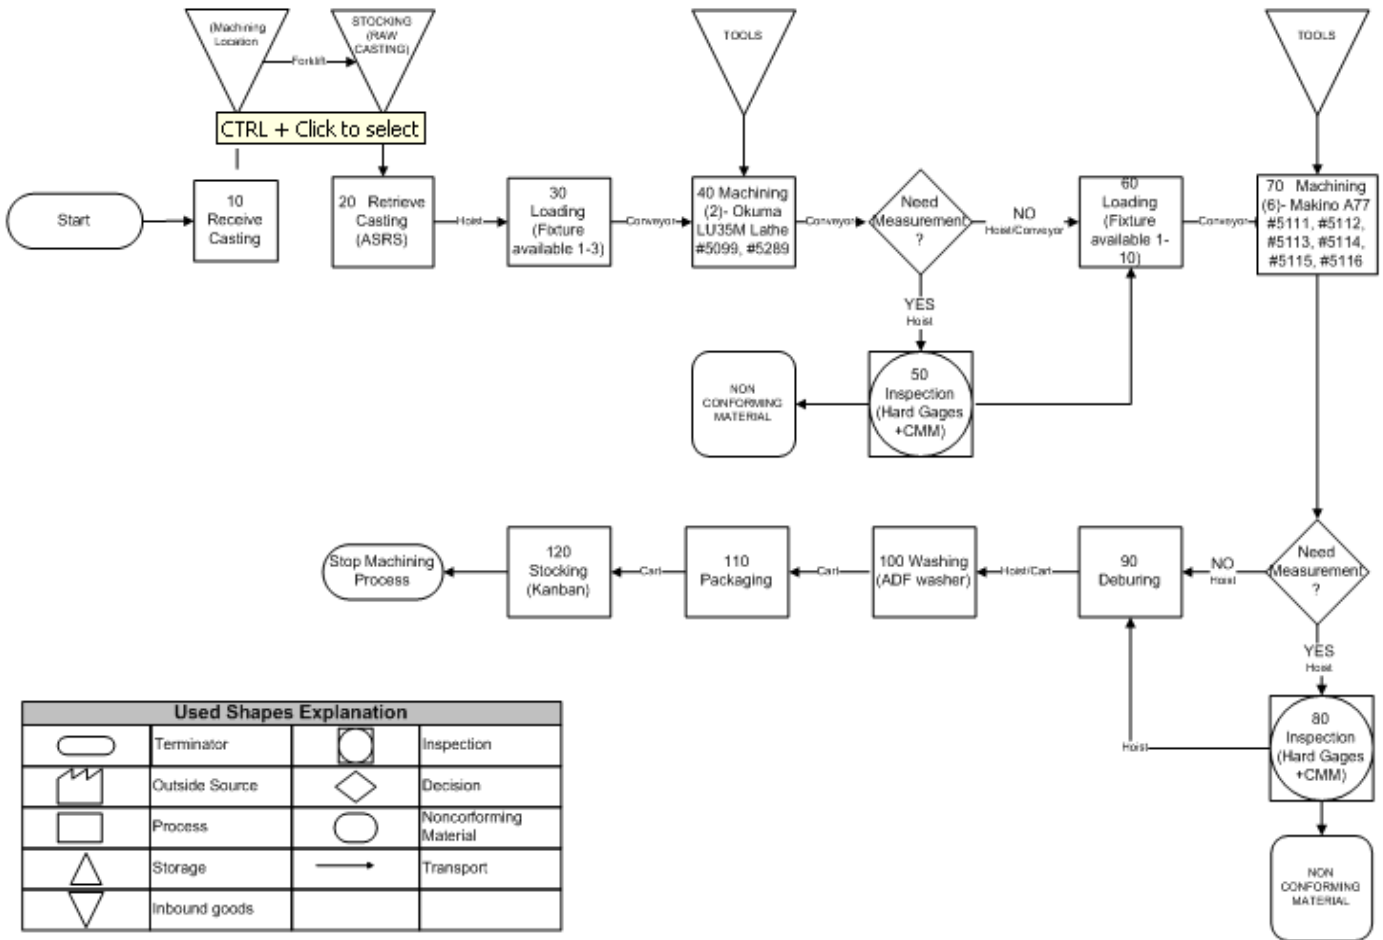 (Machining
Location
STOCKING
(RAW
CASTING)
TOOLS
TOOLS
Forklift
CTRL + Click to select
Start
10
Receive
Casting
20 Retrieve
Casting
(ASRS)
Hoist
30
Loading
(Fixture
available 1-3)
Conveyor
40 Machining
(2)- Okuma
LU35M Lathe
#5099, #5289
Conveyor
Need
Measurement
?
NO
Hoist/Conveyor
60
Loading
(Fixture
available 1-
10)
Conveyor
70 Machining
(6)- Makino A77
#5111, #5112,
#5113, #5114,
#5115, #5116
YES
Hoist
NON
CONFORMING
MATERIAL
50
Inspection
(Hard Gages
+CMM)
Stop Machining
Process
120
Stocking
(Kanban)
Cart
110
Packaging
Cart
100 Washing
(ADF washer)
Hoist/Cart
90
Deburing
NO
Hoist
Need
Measurement
?
YES
Hoist
Hoist
80
Inspection
(Hard Gages
+CMM)
NON
CONFORMING
MATERIAL
Used Shapes Explanation
Terminator
Inspection
Outside Source
Decision
Process
Noncorforming
Material
Storage
Transport
Inbound goods